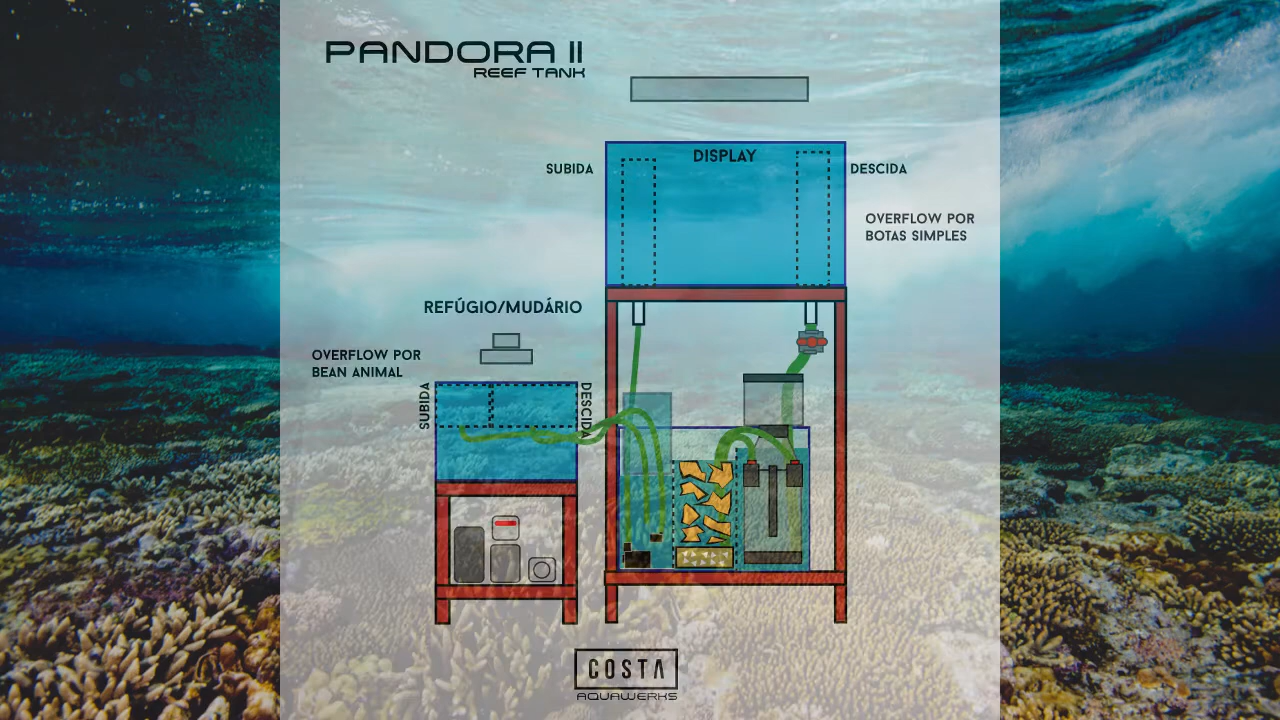 PANDORA II
REEF TANK
DISPLAY
SUBIDA
DESCIDA
OVERFLOW POR
BOTAS SIMPLES
REFÚGIO/MUDÁRIO
OVERFLOW POR
BEAN ANIMAL
SUBIDA
DESCIDA
COSTA
AQUAWERKS